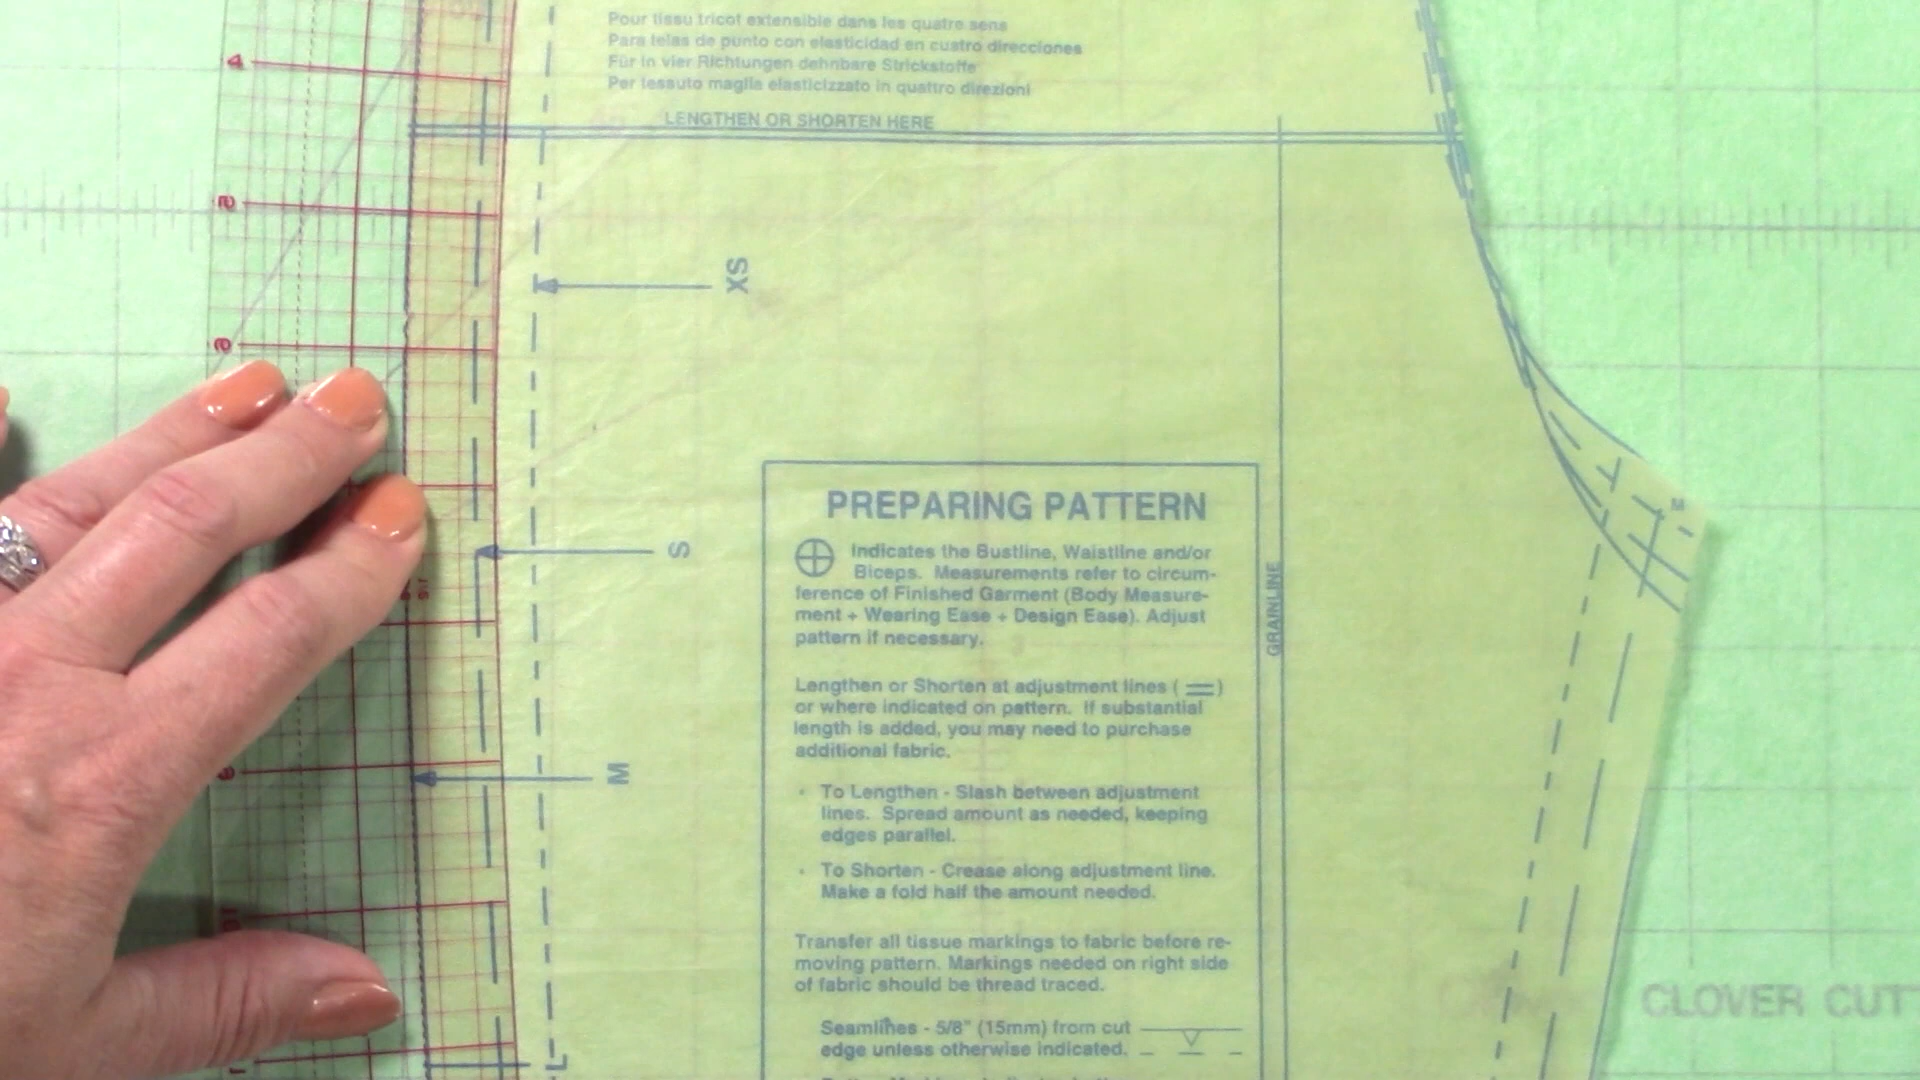 Pour tissu tricot extensible dans les quatre sens
Para telas de punto con elasticidad en cuatro direcciones
Für in vier Richtungen dehnbare Strickstoffe
Per tessuto maglia elasticizzato in quattro direzioni
4
LENGTHEN OR SHORTEN HERE
5
XS
6
PREPARING PATTERN
M
S
Indicates the Bustline, Waistline and/or
Biceps. Measurements refer to circum-
ference of Finished Garment (Body Measure-
ment + Wearing Ease + Design Ease). Adjust
pattern if necessary.
GRAINLINE
Lengthen or Shorten at adjustment lines ( = )
or where indicated on pattern. If substantial
length is added, you may need to purchase
additional fabric.
9
M
• To Lengthen - Slash between adjustment
lines. Spread amount as needed, keeping
edges parallel.
• To Shorten - Crease along adjustment line.
Make a fold half the amount needed.
10
Transfer all tissue markings to fabric before re-
moving pattern. Markings needed on right side
of fabric should be thread traced.
CLOVER CUT
Seamlines - 5/8" (15mm) from cut
edge unless otherwise indicated.